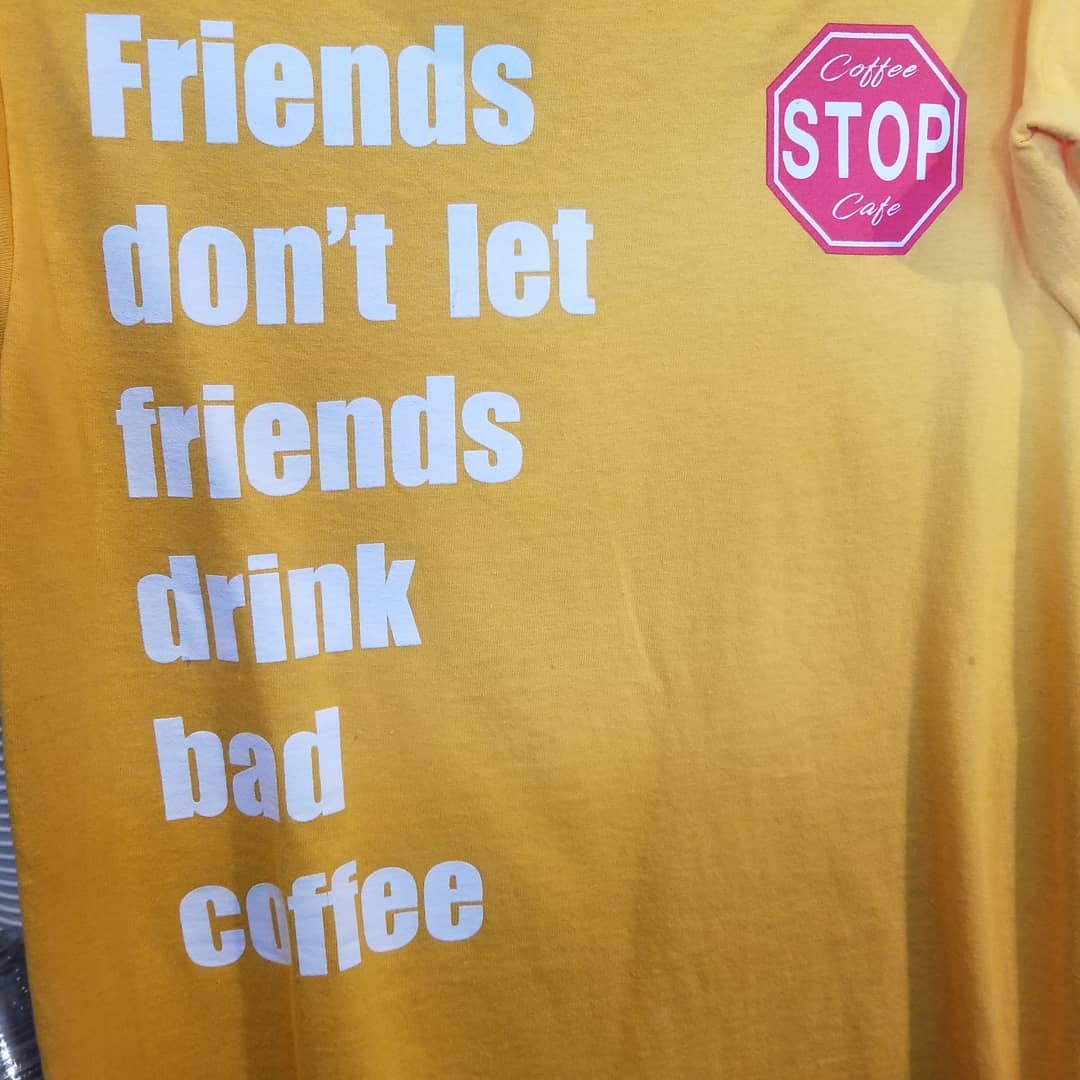 Friends
don't let
friends
drink
bad
coffee
Coffee
STOP
Cafe